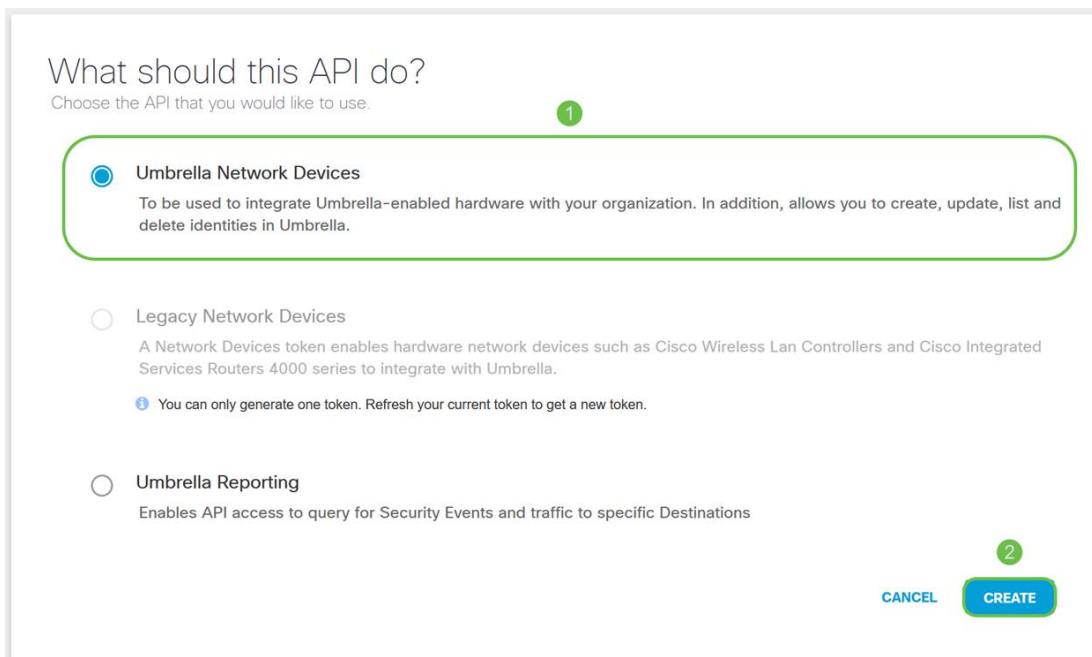 What should this API do?
Choose the API that you would like to use.
1
Umbrella Network Devices
To be used to integrate Umbrella-enabled hardware with your organization. In addition, allows you to create, update, list and
delete identities in Umbrella.
Legacy Network Devices
A Network Devices token enables hardware network devices such as Cisco Wireless Lan Controllers and Cisco Integrated
Services Routers 4000 series to integrate with Umbrella.
You can only generate one token. Refresh your current token to get a new token.
Umbrella Reporting
Enables API access to query for Security Events and traffic to specific Destinations
2
CANCEL CREATE